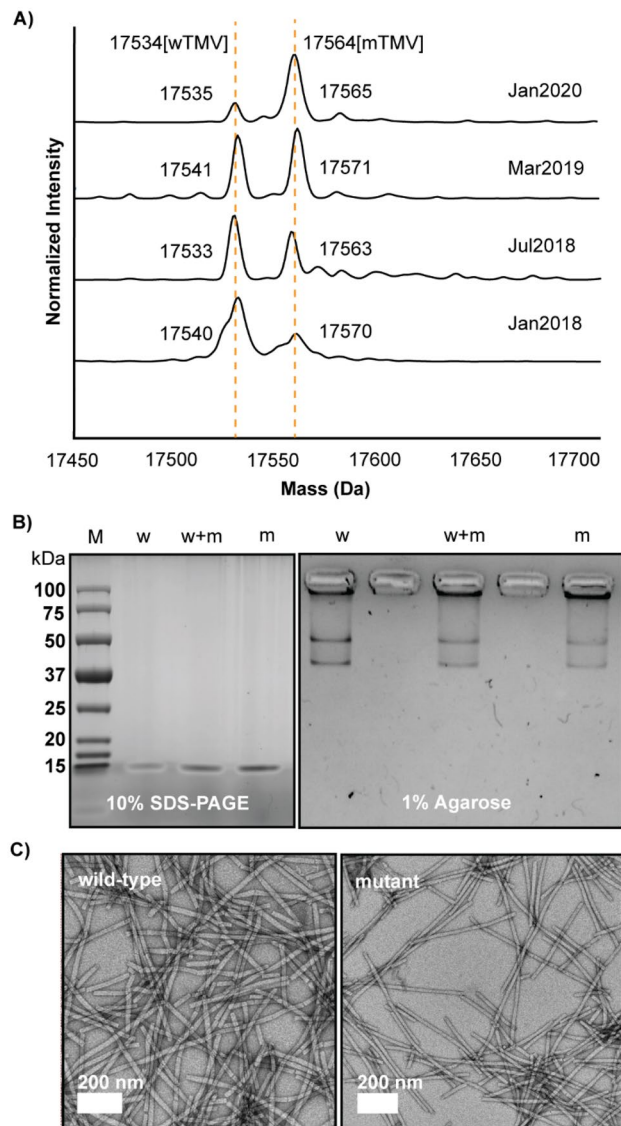 A)
17534[wTMV] 17564[mTMV]
17535 17565 Jan2020
17541 17571 Mar2019
17533 17563 Jul2018
17540 17570 Jan2018
Normalized Intensity
17450 17500 17550 17600 17650 17700
Mass (Da)
B)
M w w+m m w w+m m
kDa
100
75
50
37
25
20
15
10% SDS-PAGE 1% Agarose
C)
wild-type mutant
200 nm 200 nm